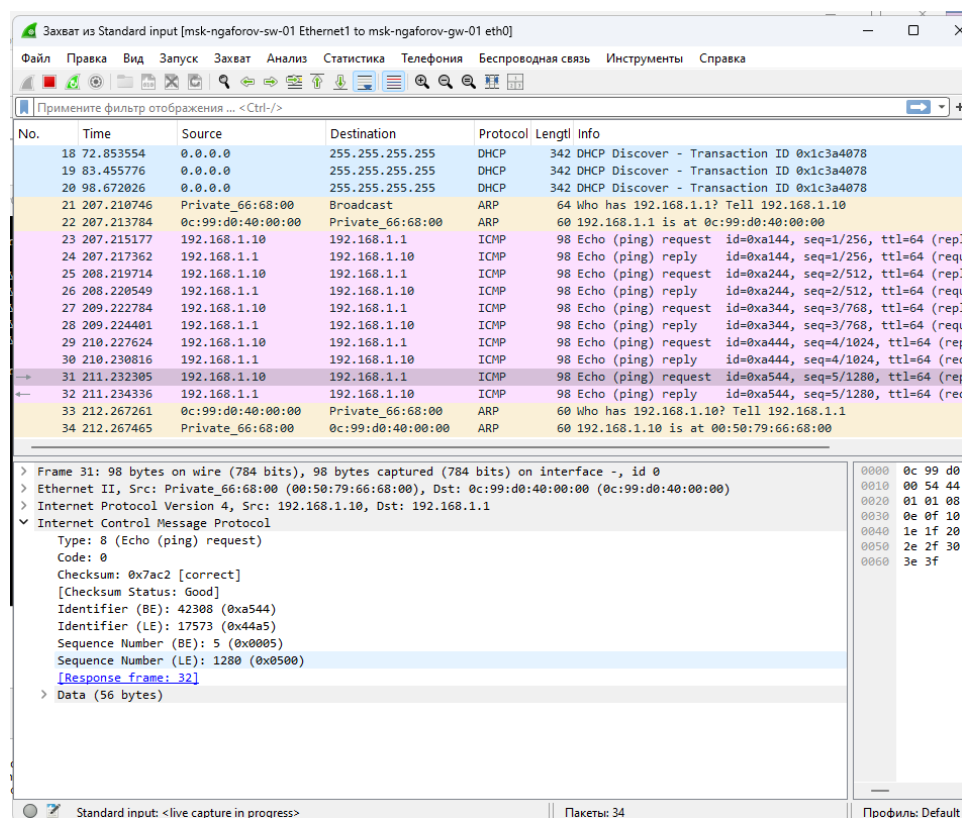 Захват из Standard input [msk-ngaforov-sw-01 Ethernet1 to msk-ngaforov-gw-01 eth0]
Файл Правка Вид Запуск Захват Анализ Статистика Телефония Беспроводная связь Инструменты Справка
Примените фильтр отображения ... <Ctrl-/>
No. Time Source Destination Protocol Lengtl Info
18 72.853554 0.0.0.0 255.255.255.255 DHCP 342 DHCP Discover - Transaction ID 0x1c3a4078
19 83.455776 0.0.0.0 255.255.255.255 DHCP 342 DHCP Discover - Transaction ID 0x1c3a4078
20 98.672026 0.0.0.0 255.255.255.255 DHCP 342 DHCP Discover - Transaction ID 0x1c3a4078
21 207.210746 Private_66:68:00 Broadcast ARP 64 Who has 192.168.1.1? Tell 192.168.1.10
22 207.213784 0c:99:d0:40:00:00 Private_66:68:00 ARP 60 192.168.1.1 is at 0c:99:d0:40:00:00
23 207.215177 192.168.1.10 192.168.1.1 ICMP 98 Echo (ping) request id=0xa144, seq=1/256, ttl=64 (repl
24 207.217362 192.168.1.1 192.168.1.10 ICMP 98 Echo (ping) reply id=0xa144, seq=1/256, ttl=64 (requ
25 208.219714 192.168.1.10 192.168.1.1 ICMP 98 Echo (ping) request id=0xa244, seq=2/512, ttl=64 (repl
26 208.220549 192.168.1.1 192.168.1.10 ICMP 98 Echo (ping) reply id=0xa244, seq=2/512, ttl=64 (requ
27 209.222784 192.168.1.10 192.168.1.1 ICMP 98 Echo (ping) request id=0xa344, seq=3/768, ttl=64 (repl
28 209.224401 192.168.1.1 192.168.1.10 ICMP 98 Echo (ping) reply id=0xa344, seq=3/768, ttl=64 (requ
29 210.227624 192.168.1.10 192.168.1.1 ICMP 98 Echo (ping) request id=0xa444, seq=4/1024, ttl=64 (rep
30 210.230816 192.168.1.1 192.168.1.10 ICMP 98 Echo (ping) reply id=0xa444, seq=4/1024, ttl=64 (rec
31 211.232305 192.168.1.10 192.168.1.1 ICMP 98 Echo (ping) request id=0xa544, seq=5/1280, ttl=64 (rep
32 211.234336 192.168.1.1 192.168.1.10 ICMP 98 Echo (ping) reply id=0xa544, seq=5/1280, ttl=64 (rec
33 212.267261 0c:99:d0:40:00:00 Private_66:68:00 ARP 60 Who has 192.168.1.10? Tell 192.168.1.1
34 212.267465 Private_66:68:00 0c:99:d0:40:00:00 ARP 60 192.168.1.10 is at 00:50:79:66:68:00
Frame 31: 98 bytes on wire (784 bits), 98 bytes captured (784 bits) on interface -, id 0
Ethernet II, Src: Private_66:68:00 (00:50:79:66:68:00), Dst: 0c:99:d0:40:00:00 (0c:99:d0:40:00:00)
Internet Protocol Version 4, Src: 192.168.1.10, Dst: 192.168.1.1
Internet Control Message Protocol
Type: 8 (Echo (ping) request)
Code: 0
Checksum: 0x7ac2 [correct]
[Checksum Status: Good]
Identifier (BE): 42308 (0xa544)
Identifier (LE): 17573 (0x44a5)
Sequence Number (BE): 5 (0x0005)
Sequence Number (LE): 1280 (0x0500)
[Response frame: 32]
Data (56 bytes)
0000 0c 99 d0
0010 00 54 44
0020 01 01 08
0030 0e 0f 10
0040 1e 1f 20
0050 2e 2f 30
0060 3e 3f
Standard input: <live capture in progress> Пакеты: 34 Профиль: Default